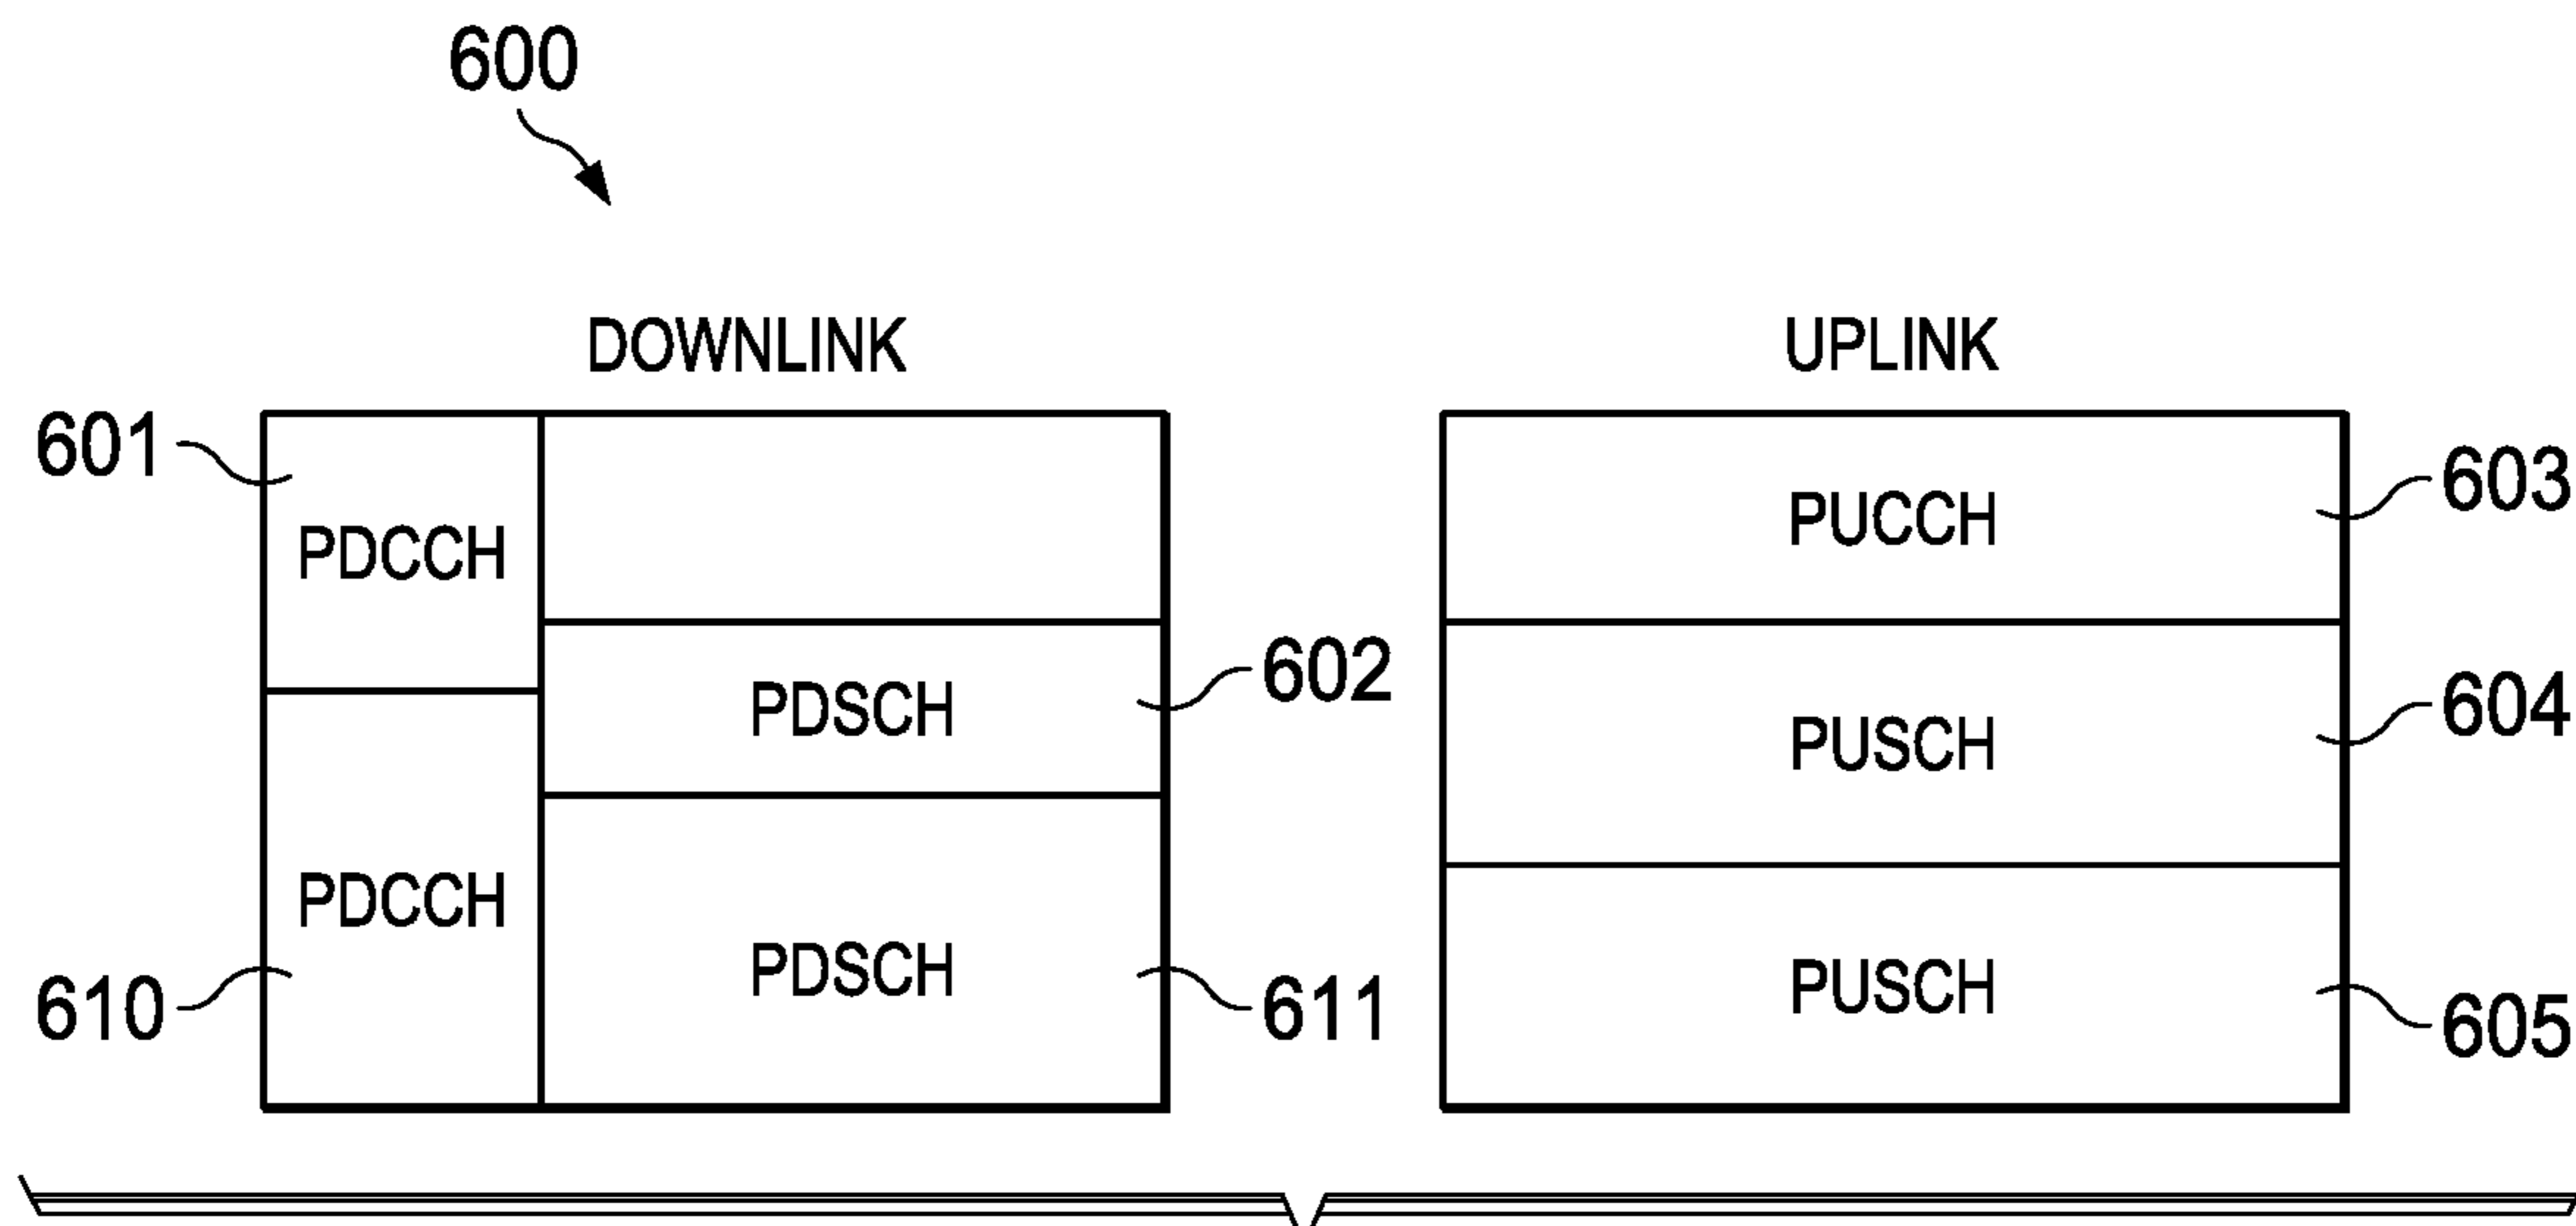 600
DOWNLINK
UPLINK
601
PDCCH
PUCCH
603
PDSCH
602
PUSCH
604
PDCCH
610
PDSCH
611
PUSCH
605